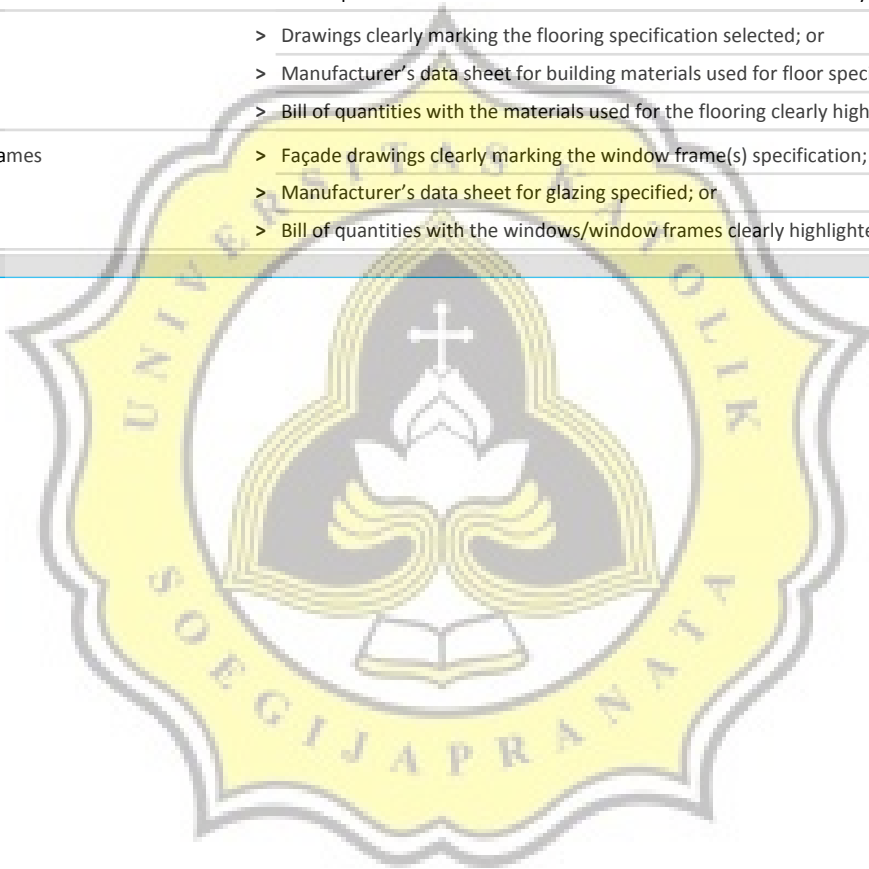 > Drawings clearly marking the flooring specification selected; or
> Manufacturer's data sheet for building materials used for floor spec
> Bill of quantities with the materials used for the flooring clearly high
ames > Façade drawings clearly marking the window frame(s) specification;
> Manufacturer's data sheet for glazing specified; or
> Bill of quantities with the windows/window frames clearly highlighte
UNIVERSITAS KATOLIK
SOEGIJAPRANATA